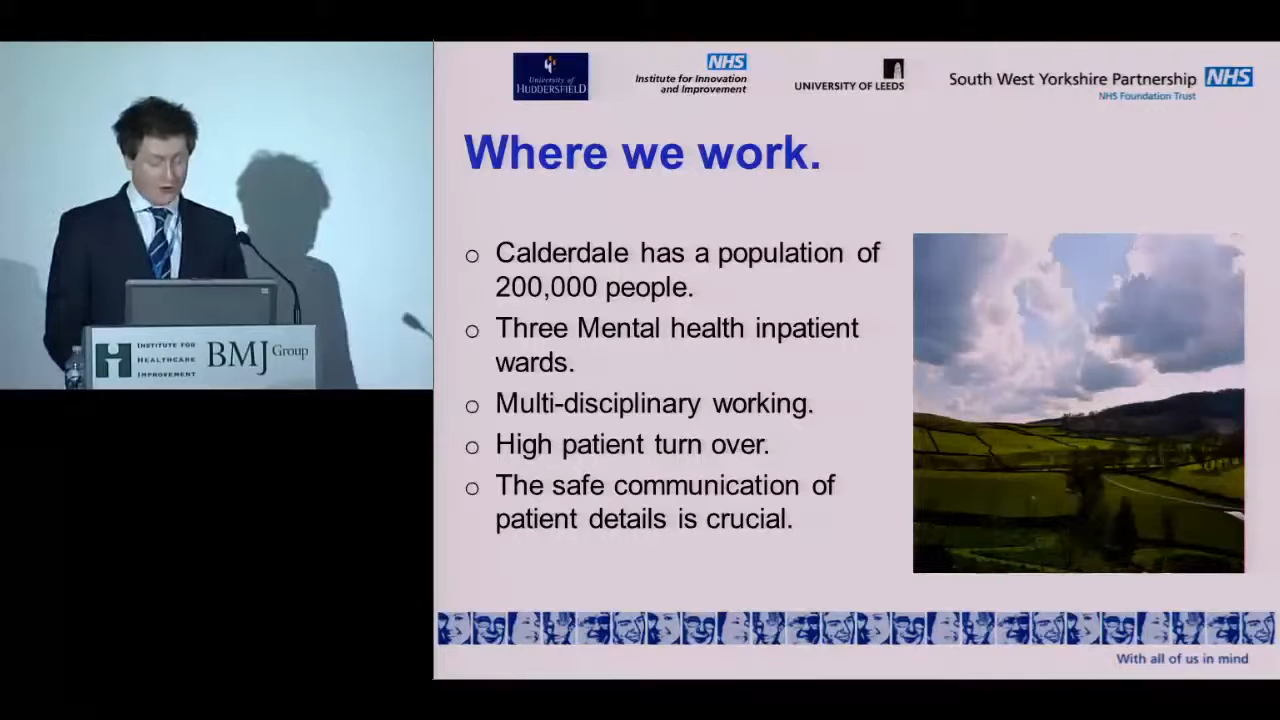 University of
HUDDERSFIELD
NHS
Institute for Innovation
and Improvement
UNIVERSITY OF LEEDS
South West Yorkshire Partnership NHS
NHS Foundation Trust
Where we work.
Calderdale has a population of
200,000 people.
Three Mental health inpatient
wards.
Multi-disciplinary working.
High patient turn over.
The safe communication of
patient details is crucial.
With all of us in mind
INSTITUTE FOR
HEALTHCARE
IMPROVEMENT
BMJ Group